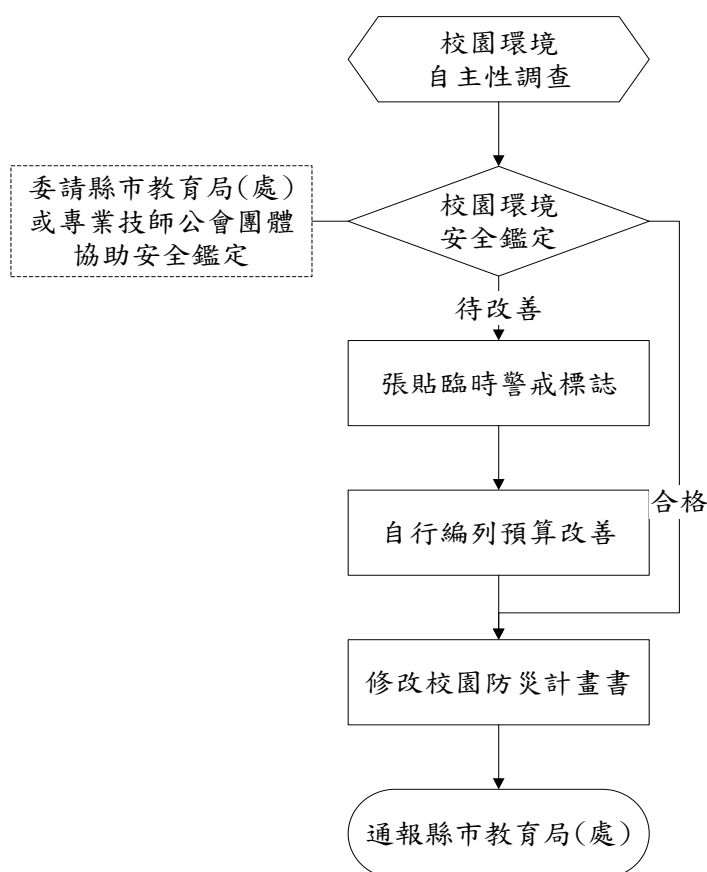 校園環境
自主性調查
委請縣市教育局(處)
或專業技師公會團體
協助安全鑑定
校園環境
安全鑑定
待改善
張貼臨時警戒標誌
合格
自行編列預算改善
修改校園防災計畫書
通報縣市教育局(處)